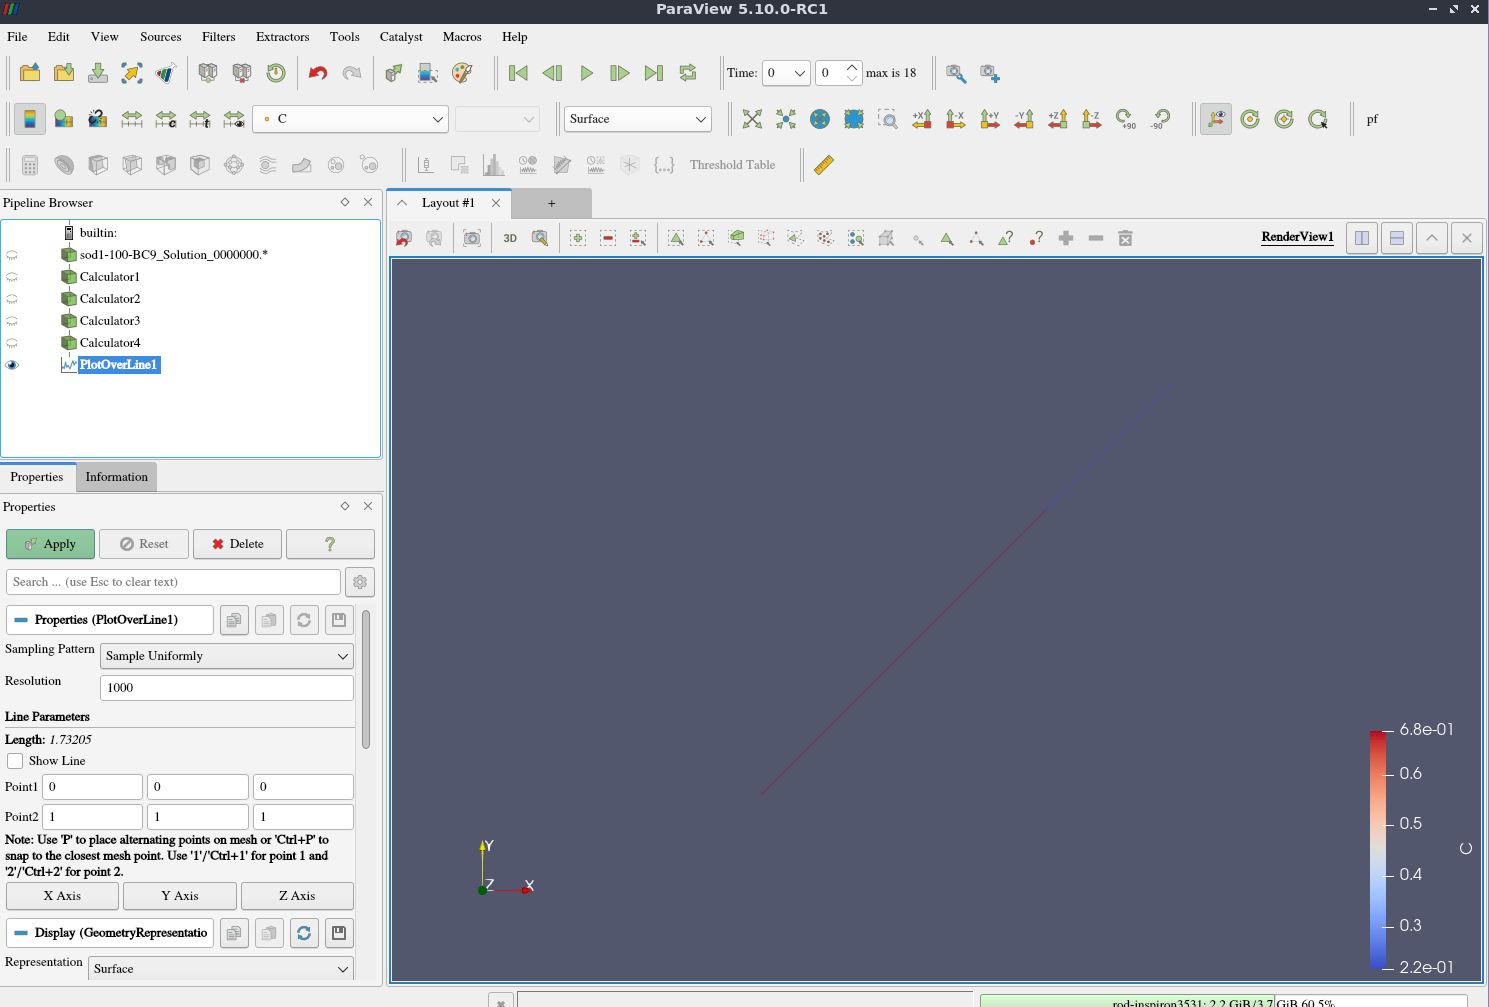 ParaView 5.10.0-RC1
File Edit View Sources Filters Extractors Tools Catalyst Macros Help
Time: 0 0 max is 18
C Surface +X -X +Y -Y +Z -Z +90 -90 pf
Threshold Table
Pipeline Browser
Layout #1 +
builtin:
3D RenderView1
sod1-100-BC9_Solution_0000000.*
Calculator1
Calculator2
Calculator3
Calculator4
PlotOverLine1
Properties Information
Properties
Apply Reset Delete ?
Search ... (use Esc to clear text)
Properties (PlotOverLine1)
Sampling Pattern Sample Uniformly
Resolution 1000
Line Parameters
Length: 1.73205
Show Line
Point1 0 0 0
Point2 1 1 1
Note: Use 'P' to place alternating points on mesh or 'Ctrl+P' to
snap to the closest mesh point. Use '1'/'Ctrl+1' for point 1 and
'2'/'Ctrl+2' for point 2.
X Axis Y Axis Z Axis
Display (GeometryRepresentatio
Representation Surface
Y
Z X
6.8e-01
0.6
0.5
C
0.4
0.3
2.2e-01
rod-inspiron3531: 2.2 GiB/3.7 GiB 60.5%